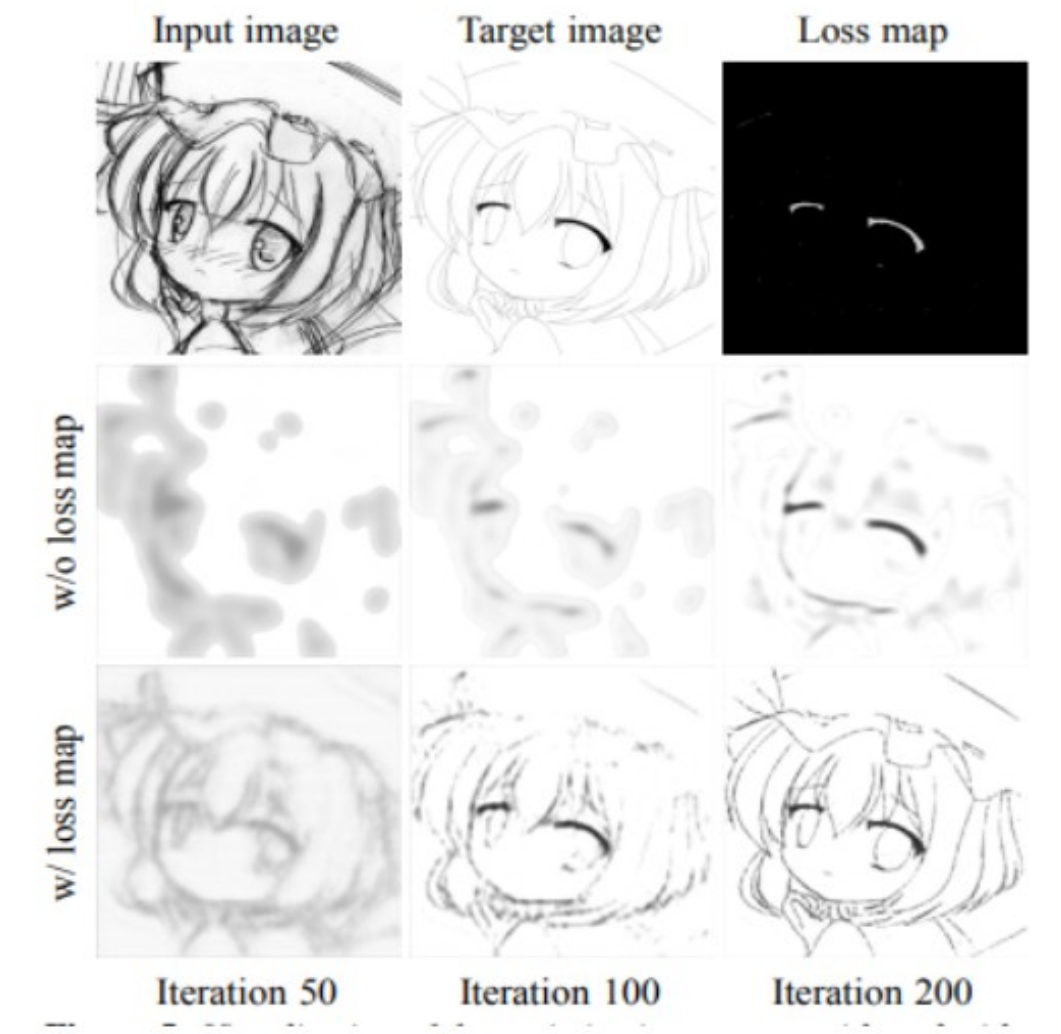 Input image
Target image
Loss map
w/o loss map
w/ loss map
Iteration 50
Iteration 100
Iteration 200